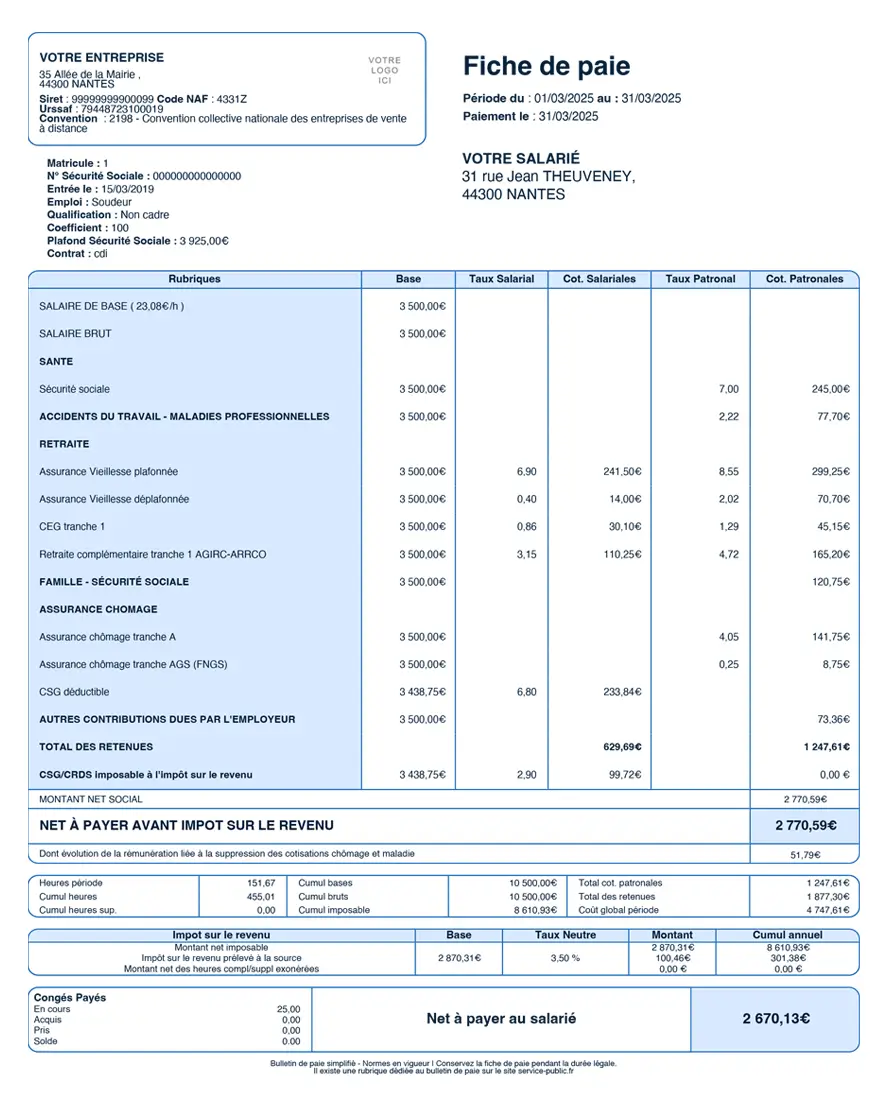 VOTRE ENTREPRISE
VOTRE
LOGO
ICI
35 Allée de la Mairie ,
44300 NANTES
Siret : 99999999900099 Code NAF : 4331Z
Urssaf : 79448723100019
Convention : 2198 - Convention collective nationale des entreprises de vente
à distance
Fiche de paie
Période du : 01/03/2025 au : 31/03/2025
Paiement le : 31/03/2025
VOTRE SALARIÉ
31 rue Jean THEUVENEY,
44300 NANTES
Matricule : 1
N° Sécurité Sociale : 000000000000000
Entrée le : 15/03/2019
Emploi : Soudeur
Qualification : Non cadre
Coefficient : 100
Plafond Sécurité Sociale : 3 925,00€
Contrat : cdi
Rubriques Base Taux Salarial Cot. Salariales Taux Patronal Cot. Patronales
SALAIRE DE BASE ( 23,08€/h ) 3 500,00€
SALAIRE BRUT 3 500,00€
SANTE
Sécurité sociale 3 500,00€ 7,00 245,00€
ACCIDENTS DU TRAVAIL - MALADIES PROFESSIONNELLES 3 500,00€ 2,22 77,70€
RETRAITE
Assurance Vieillesse plafonnée 3 500,00€ 6,90 241,50€ 8,55 299,25€
Assurance Vieillesse déplafonnée 3 500,00€ 0,40 14,00€ 2,02 70,70€
CEG tranche 1 3 500,00€ 0,86 30,10€ 1,29 45,15€
Retraite complémentaire tranche 1 AGIRC-ARRCO 3 500,00€ 3,15 110,25€ 4,72 165,20€
FAMILLE - SÉCURITÉ SOCIALE 3 500,00€ 120,75€
ASSURANCE CHOMAGE
Assurance chômage tranche A 3 500,00€ 4,05 141,75€
Assurance chômage tranche AGS (FNGS) 3 500,00€ 0,25 8,75€
CSG déductible 3 438,75€ 6,80 233,84€
AUTRES CONTRIBUTIONS DUES PAR L'EMPLOYEUR 3 500,00€ 73,36€
TOTAL DES RETENUES 629,69€ 1 247,61€
CSG/CRDS imposable à l'impôt sur le revenu 3 438,75€ 2,90 99,72€ 0,00 €
MONTANT NET SOCIAL 2 770,59€
NET À PAYER AVANT IMPOT SUR LE REVENU 2 770,59€
Dont évolution de la rémunération liée à la suppression des cotisations chômage et maladie 51,79€
Heures période 151,67 Cumul bases 10 500,00€ Total cot. patronales 1 247,61€
Cumul heures 455,01 Cumul bruts 10 500,00€ Total des retenues 1 877,30€
Cumul heures sup. 0,00 Cumul imposable 8 610,93€ Coût global période 4 747,61€
Impot sur le revenu Base Taux Neutre Montant Cumul annuel
Montant net imposable 2 870,31€ 8 610,93€
Impôt sur le revenu prélevé à la source 2 870,31€ 3,50 % 100,46€ 301,38€
Montant net des heures compl/suppl exonérées 0,00 € 0,00 €
Congés Payés
En cours 25,00
Acquis 0,00
Pris 0,00
Solde 0.00
Net à payer au salarié 2 670,13€
Bulletin de paie simplifié - Normes en vigueur I Conservez la fiche de paie pendant la durée légale.
Il existe une rubrique dédiée au bulletin de paie sur le site service-public.fr